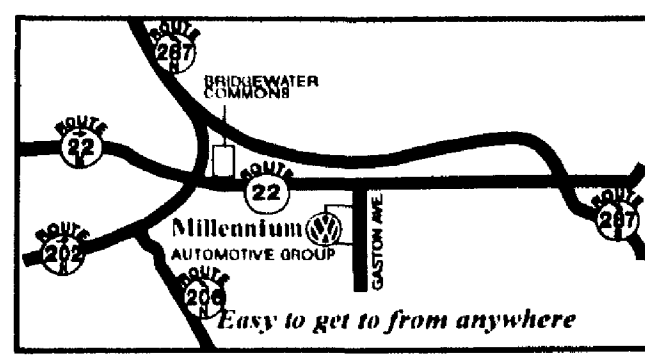 ROUTE
287
N
BRIDGEWATER
COMMONS
ROUTE
22
ROUTE
22
ROUTE
287
Millennium
AUTOMOTIVE GROUP
GASTON AVE.
ROUTE
202
N
ROUTE
206
N
Easy to get to from anywhere